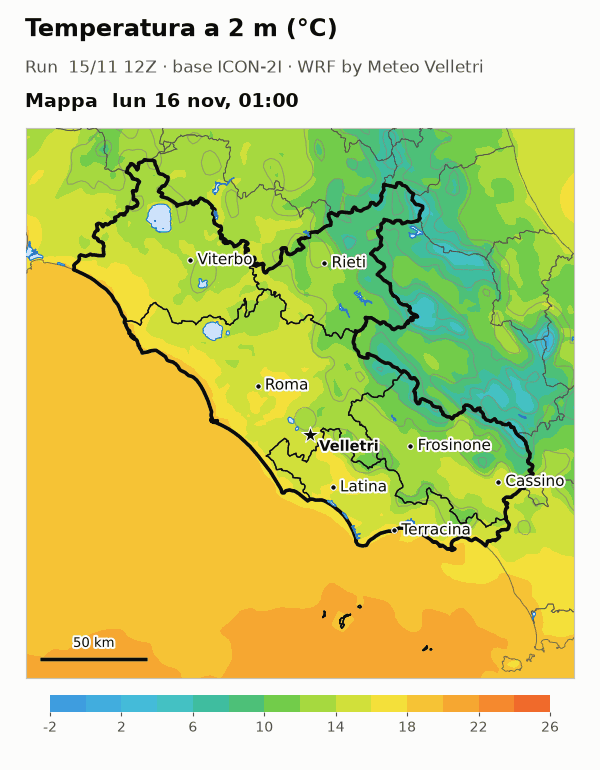 Temperatura a 2 m (°C)
Run  15/11 12Z · base ICON-2I · WRF by Meteo Velletri
Mappa  lun 16 nov, 01:00
Viterbo
Rieti
Roma
Velletri
Frosinone
Latina
Cassino
Terracina
50 km
-2 2 6 10 14 18 22 26